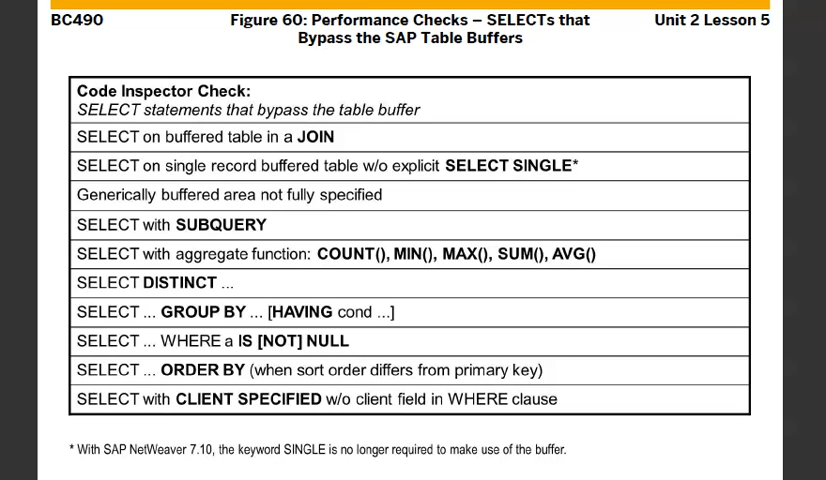 BC490
Figure 60: Performance Checks – SELECTs that
Bypass the SAP Table Buffers
Unit 2 Lesson 5
Code Inspector Check:
SELECT statements that bypass the table buffer
SELECT on buffered table in a JOIN
SELECT on single record buffered table w/o explicit SELECT SINGLE*
Generically buffered area not fully specified
SELECT with SUBQUERY
SELECT with aggregate function: COUNT(), MIN(), MAX(), SUM(), AVG()
SELECT DISTINCT ...
SELECT ... GROUP BY ... [HAVING cond ...]
SELECT ... WHERE a IS [NOT] NULL
SELECT ... ORDER BY (when sort order differs from primary key)
SELECT with CLIENT SPECIFIED w/o client field in WHERE clause
* With SAP NetWeaver 7.10, the keyword SINGLE is no longer required to make use of the buffer.